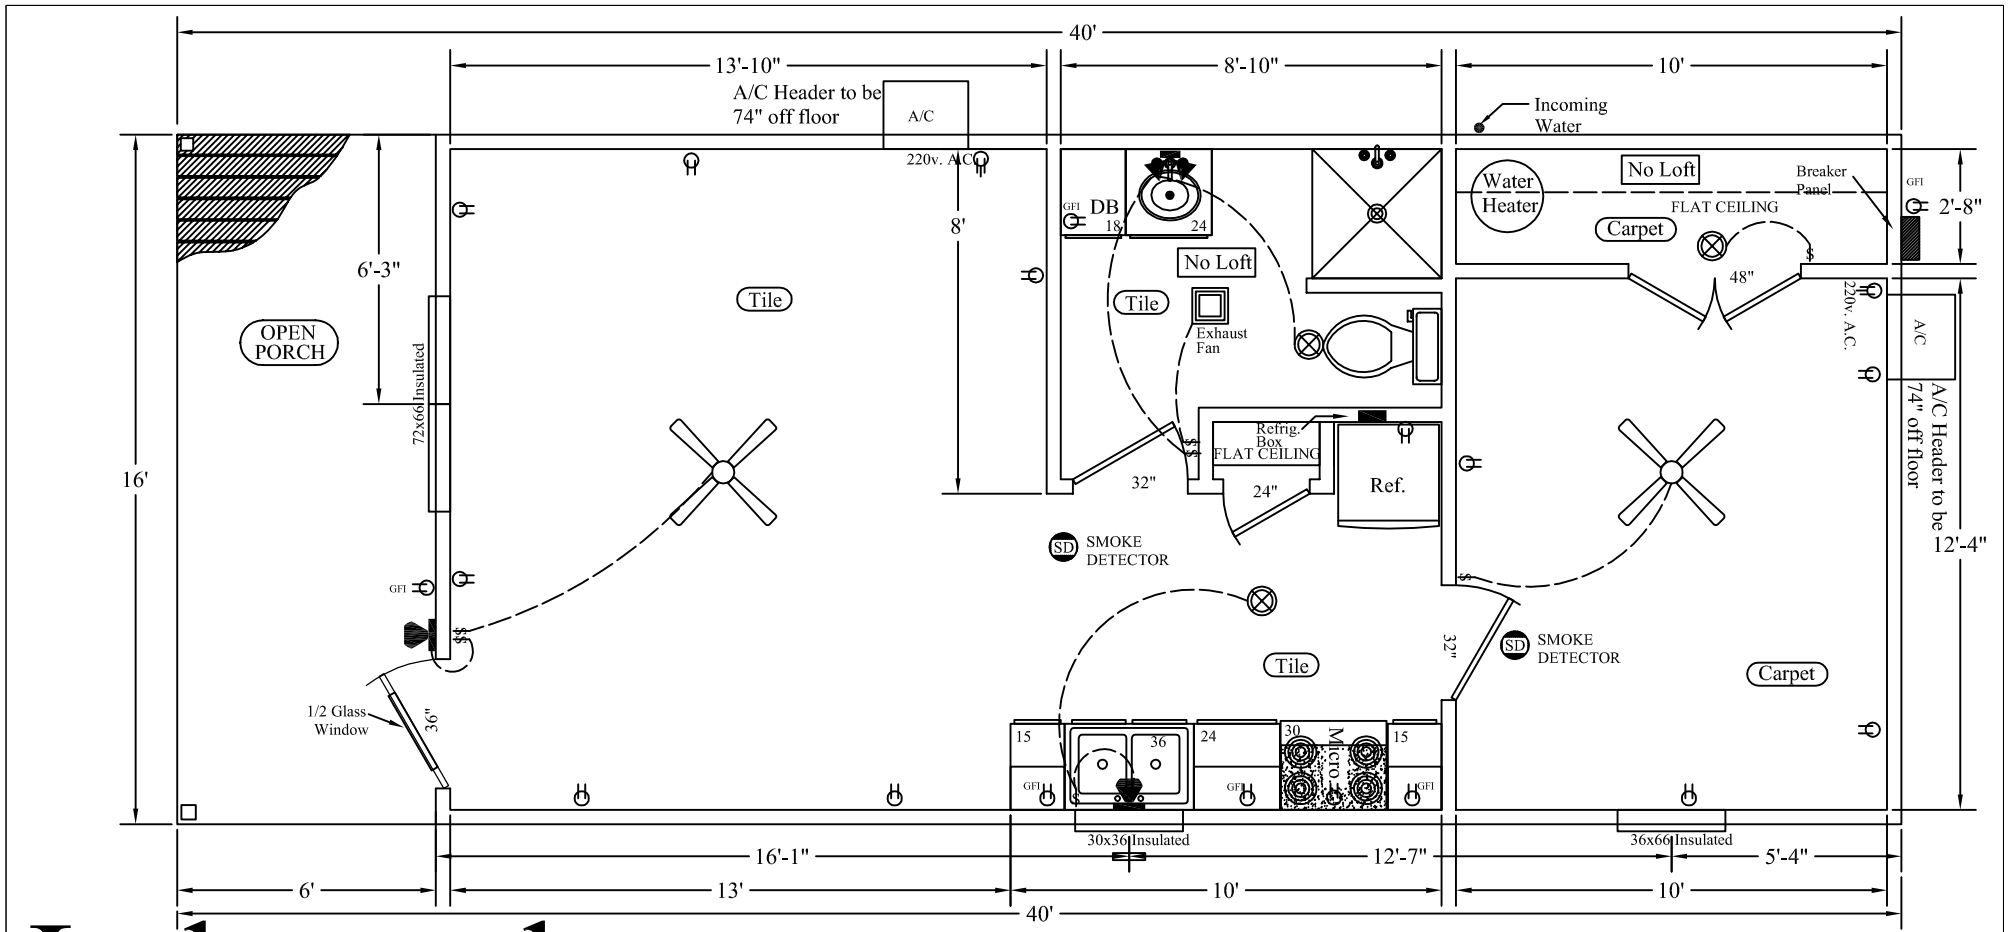 40'
13'-10"
8'-10"
10'
A/C Header to be
74" off floor
A/C
Incoming
Water
220v. A.C.
No Loft
Water
Heater
Breaker
Panel
GFI
FLAT CEILING
Carpet
2'-8"
GFI
DB
18
24
8'
6'-3"
No Loft
Tile
Tile
48"
Exhaust
Fan
OPEN
PORCH
220v. A.C.
A/C
72x66 Insulated
A/C Header to be
74" off floor
Refrig.
Box
FLAT CEILING
16'
32"
24"
Ref.
12'-4"
SD
SMOKE
DETECTOR
GFI
$
$
$
$
$
$
$
SD
SMOKE
DETECTOR
32"
Tile
Carpet
1/2 Glass
Window
36"
15
36
24
30
Micro
15
GFI
GFI
GFI
$
30x36 Insulated
36x66 Insulated
16'-1"
12'-7"
5'-4"
6'
13'
10'
10'
40'